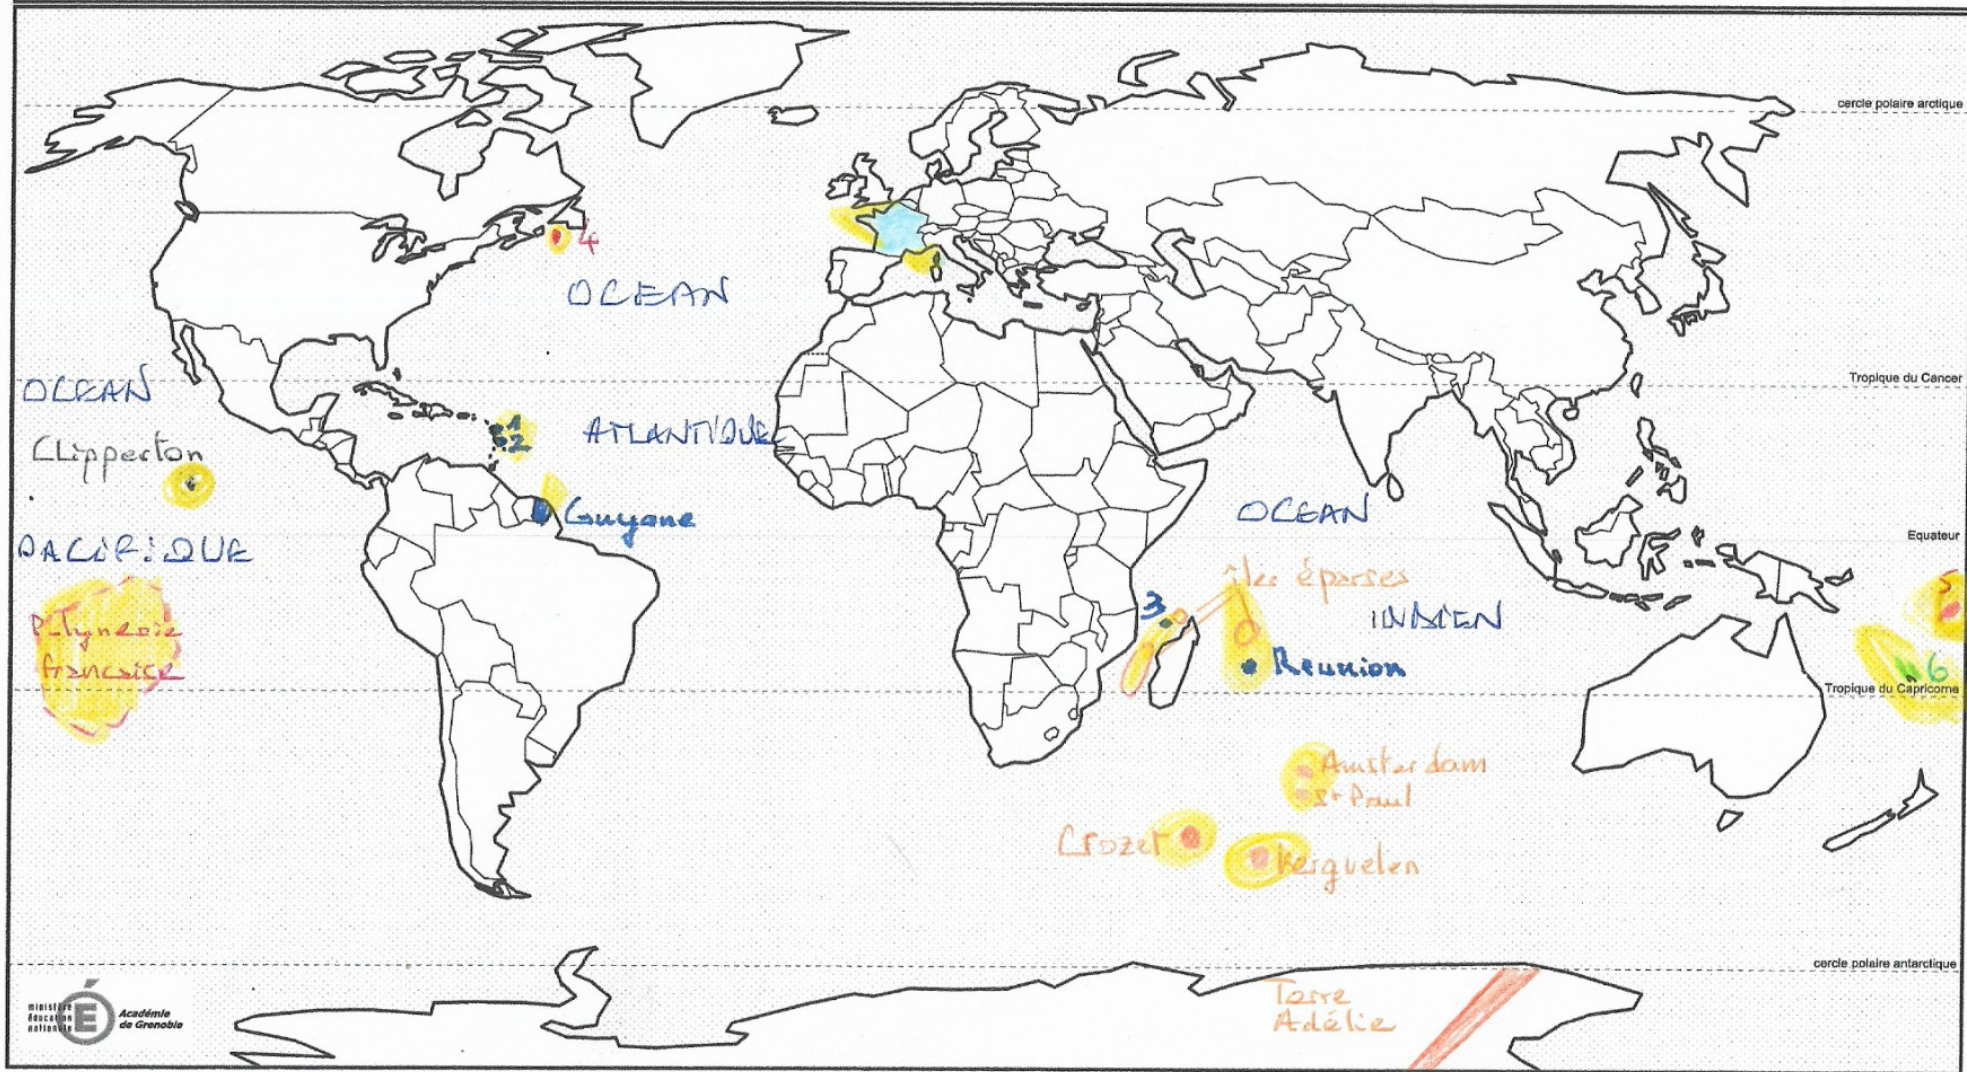 cercle polaire arctique
4
OCEAN
OCEAN
Tropique du Cancer
1
2
ATLANTIQUE
Clipperton
Guyane
OCEAN
Equateur
PACIFIQUE
îles éparses
3
5
INDIEN
Polynésie
française
Réunion
6
Tropique du Capricorne
Amsterdam
St Paul
Crozet
Kerguelen
cercle polaire antarctique
Terre
Adélie
ministère
éducation
nationale
É
Académie
de Grenoble